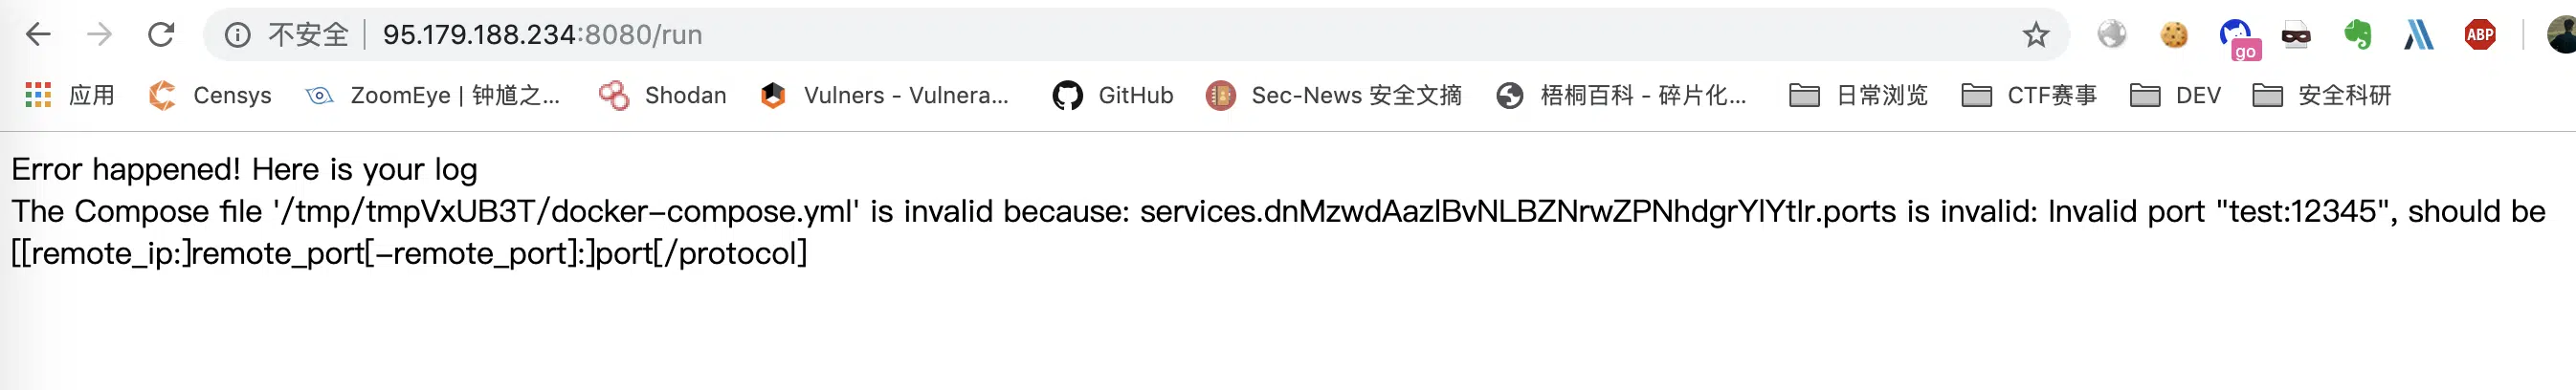 不安全 95.179.188.234:8080/run
go ABP
应用 Censys ZoomEye | 钟馗之... Shodan Vulners - Vulnera... GitHub Sec-News 安全文摘 梧桐百科 - 碎片化... 日常浏览 CTF赛事 DEV 安全科研
Error happened! Here is your log
The Compose file '/tmp/tmpVxUB3T/docker-compose.yml' is invalid because: services.dnMzwdAazlBvNLBZNrwZPNhdgrYlYtIr.ports is invalid: Invalid port "test:12345", should be
[[remote_ip:]remote_port[-remote_port]:]port[/protocol]